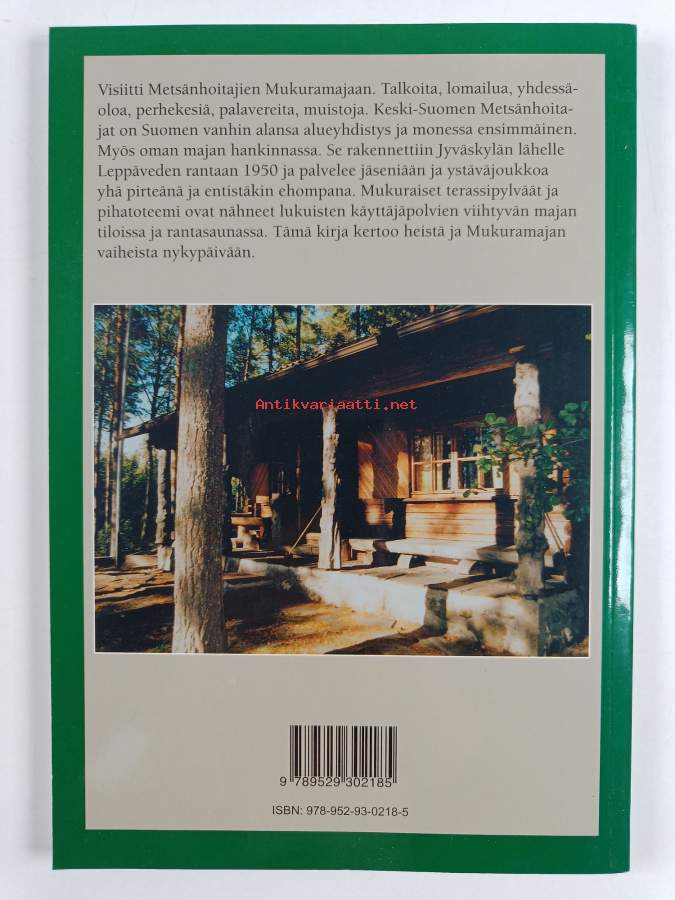 Visiitti Metsänhoitajien Mukuramajaan. Talkoita, lomailua, yhdessä-
oloa, perhekesiä, palavereita, muistoja. Keski-Suomen Metsänhoita-
jat on Suomen vanhin alansa alueyhdistys ja monessa ensimmäinen.
Myös oman majan hankinnassa. Se rakennettiin Jyväskylän lähelle
Leppäveden rantaan 1950 ja palvelee jäseniään ja ystäväjoukkoa
yhä pirteänä ja entistäkin ehompana. Mukuraiset terassipylväät ja
pihatoteemi ovat nähneet lukuisten käyttäjäpolvien viihtyvän majan
tiloissa ja rantasaunassa. Tämä kirja kertoo heistä ja Mukuramajan
vaiheista nykypäivään.
Antikvariaatti.net
9 789529 302185
ISBN: 978-952-93-0218-5